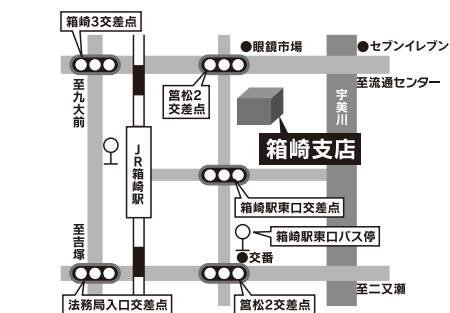 箱崎3交差点
●眼鏡市場
●セブンイレブン
至九大前
筥松2
交差点
至流通センター
宇美川
箱崎支店
JR箱崎駅
箱崎駅東口交差点
至吉塚
箱崎駅東口バス停
●交番
至二又瀬
法務局入口交差点
筥松2交差点